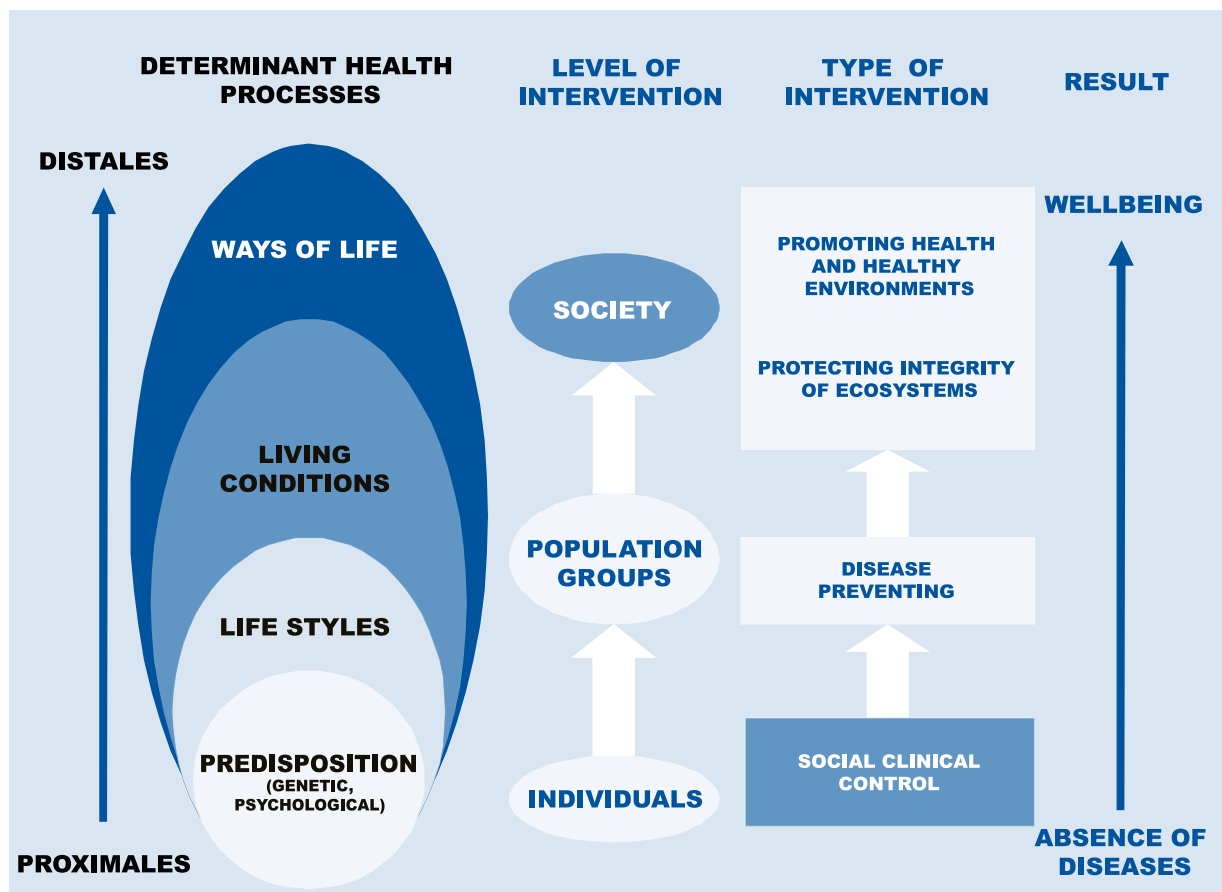 DETERMINANT HEALTH
PROCESSES
LEVEL OF
INTERVENTION
TYPE OF
INTERVENTION
RESULT
DISTALES
WAYS OF LIFE
LIVING
CONDITIONS
LIFE STYLES
PREDISPOSITION
(GENETIC,
PSYCHOLOGICAL)
PROXIMALES
SOCIETY
POPULATION
GROUPS
INDIVIDUALS
PROMOTING HEALTH
AND HEALTHY
ENVIRONMENTS
PROTECTING INTEGRITY
OF ECOSYSTEMS
DISEASE
PREVENTING
SOCIAL CLINICAL
CONTROL
WELLBEING
ABSENCE OF
DISEASES